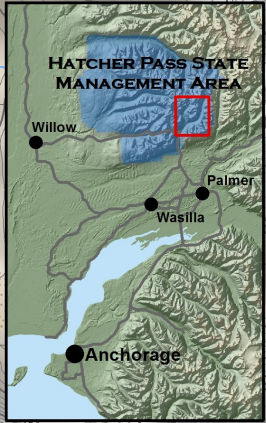 Hatcher Pass State
Management Area
Willow
Palmer
Wasilla
Anchorage